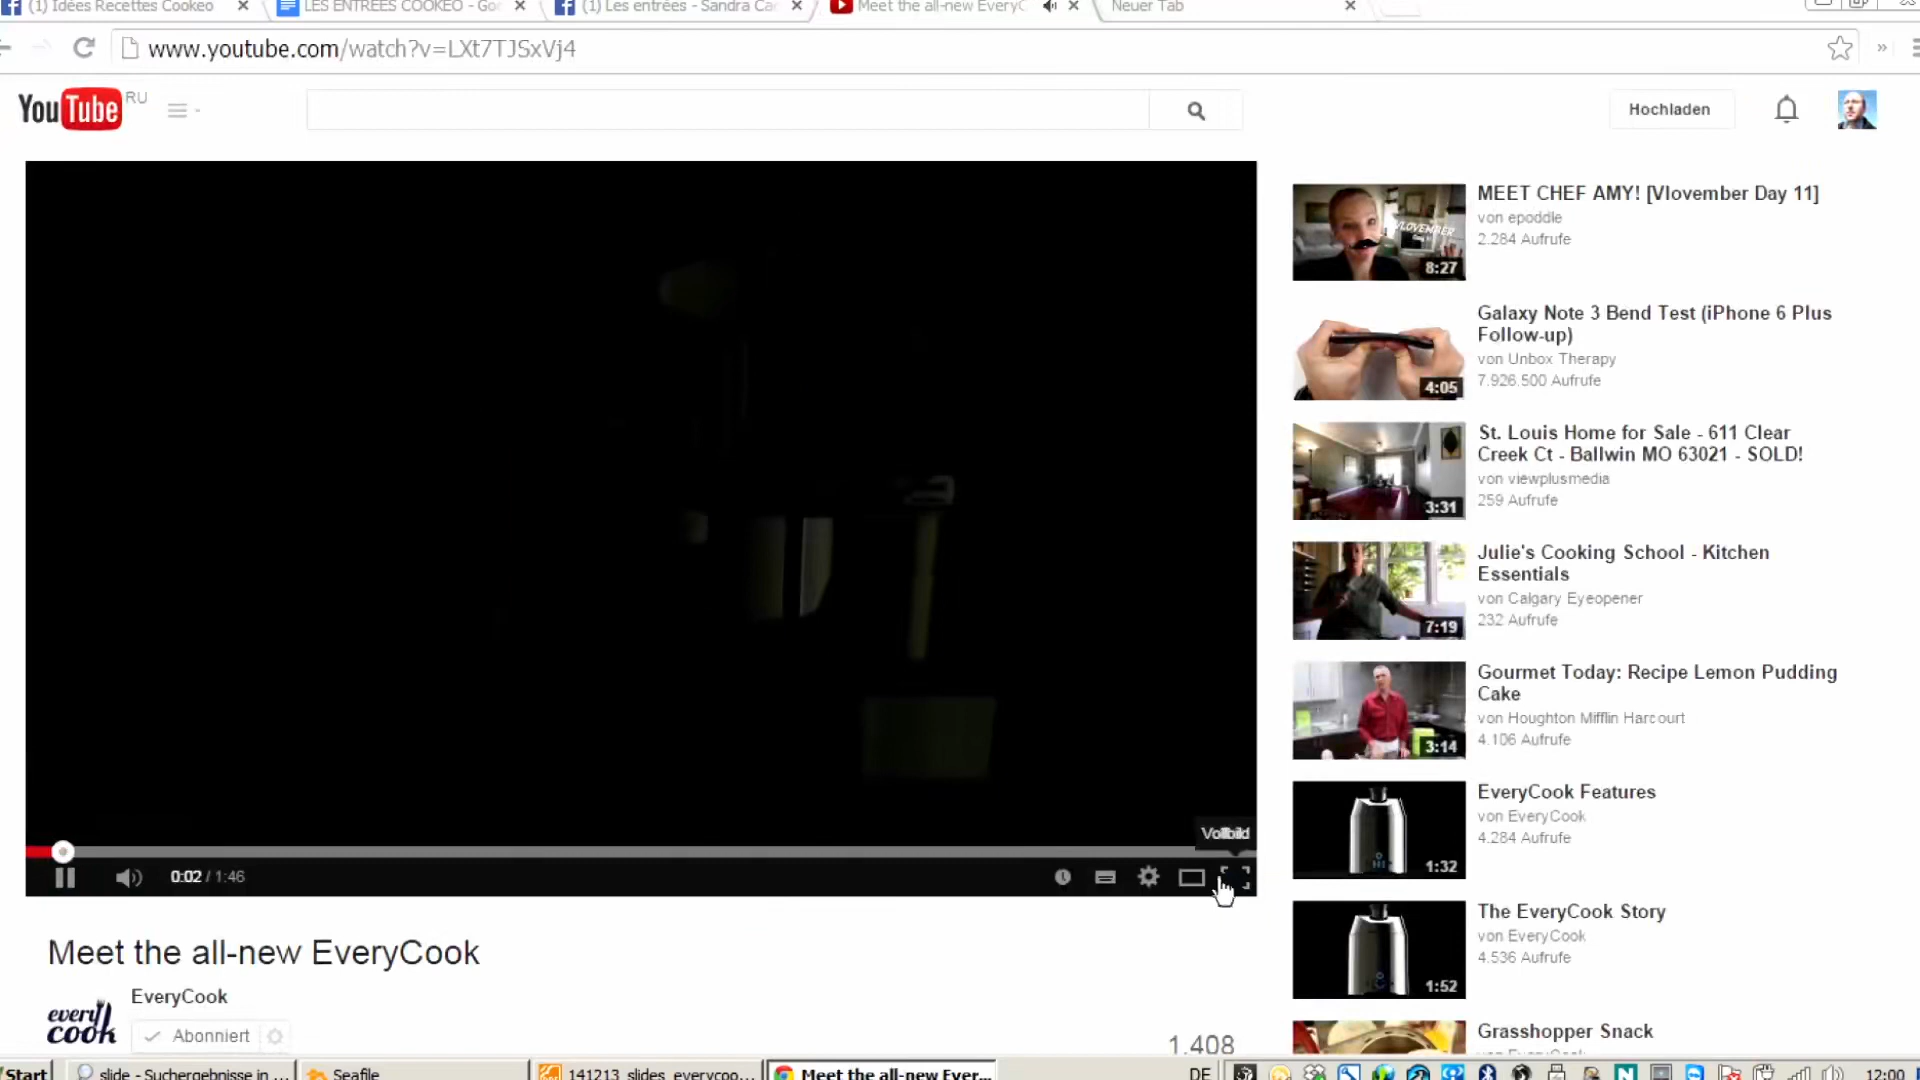 (1) Idées Recettes Cookeo
LES ENTREES COOKEO - Go
(1) Les entrées - Sandra Ca
Meet the all-new EveryC
Neuer Tab
www.youtube.com/watch?v=LXt7TJSxVj4
YouTube RU
Hochladen
MEET CHEF AMY! [Vlovember Day 11]
von epoddle
2.284 Aufrufe
VLOVEMBER
8:27
Galaxy Note 3 Bend Test (iPhone 6 Plus
Follow-up)
von Unbox Therapy
7.926.500 Aufrufe
4:05
St. Louis Home for Sale - 611 Clear
Creek Ct - Ballwin MO 63021 - SOLD!
von viewplusmedia
259 Aufrufe
3:31
Julie's Cooking School - Kitchen
Essentials
von Calgary Eyeopener
232 Aufrufe
7:19
Gourmet Today: Recipe Lemon Pudding
Cake
von Houghton Mifflin Harcourt
4.106 Aufrufe
3:14
EveryCook Features
von EveryCook
4.284 Aufrufe
1:32
The EveryCook Story
von EveryCook
4.536 Aufrufe
1:52
Grasshopper Snack
von EveryCook
Vollbild
0:02 / 1:46
Meet the all-new EveryCook
every cook
EveryCook
Abonniert
1.408
Start
slide - Suchergebnisse in ...
Seafile
141213_slides_everycoo...
Meet the all-new Ever...
DE
12:00